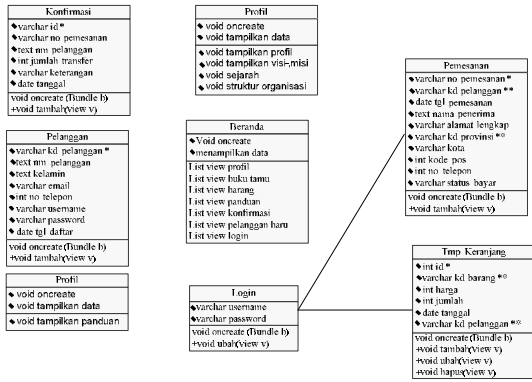 Konfirmasi
varchar id *
varchar no pemesanan
text nm pelanggan
int jumlah transfer
varchar keterangan
date tanggal
void oncreate (Bundle b)
+void tambah(view v)
Pelanggan
varchar kd pelanggan *
text nm pelanggan
text kelamin
varchar email
int no telepon
varchar username
varchar password
date tgl daftar
void oncreate(Bundle b)
+void tambah(view v)
Profil
void oncreate
void tampilkan data
void tampilkan panduan
Profil
void oncreate
void tampilkan data
void tampilkan profil
void tampilkan visi-,misi
void sejarah
void struktur organisasi
Beranda
Void oncreate
menampilkan data
List view profil
List view buku tamu
List view barang
List view panduan
List view konfirmasi
List view pelanggan baru
List view login
Login
varchar username
varchar password
void oncreate (Bundle b)
+void ubah(view v)
Pemesanan
varchar no pemesanan *
varchar kd pelanggan **
date tgl pemesanan
text nama penerima
varchar alamat lengkap
varchar kd provinsi **
varchar kota
int kode pos
int no telepon
varchar status bayar
void oncreate(Bundle b)
+void tambah(view v)
Tmp Keranjang
int id *
varchar kd barang **
int harga
int jumlah
date tanggal
varchar kd pelanggan **
void oncreate(Bundle b)
+void tambah(view v)
+void ubah(view v)
+void hapus(view v)